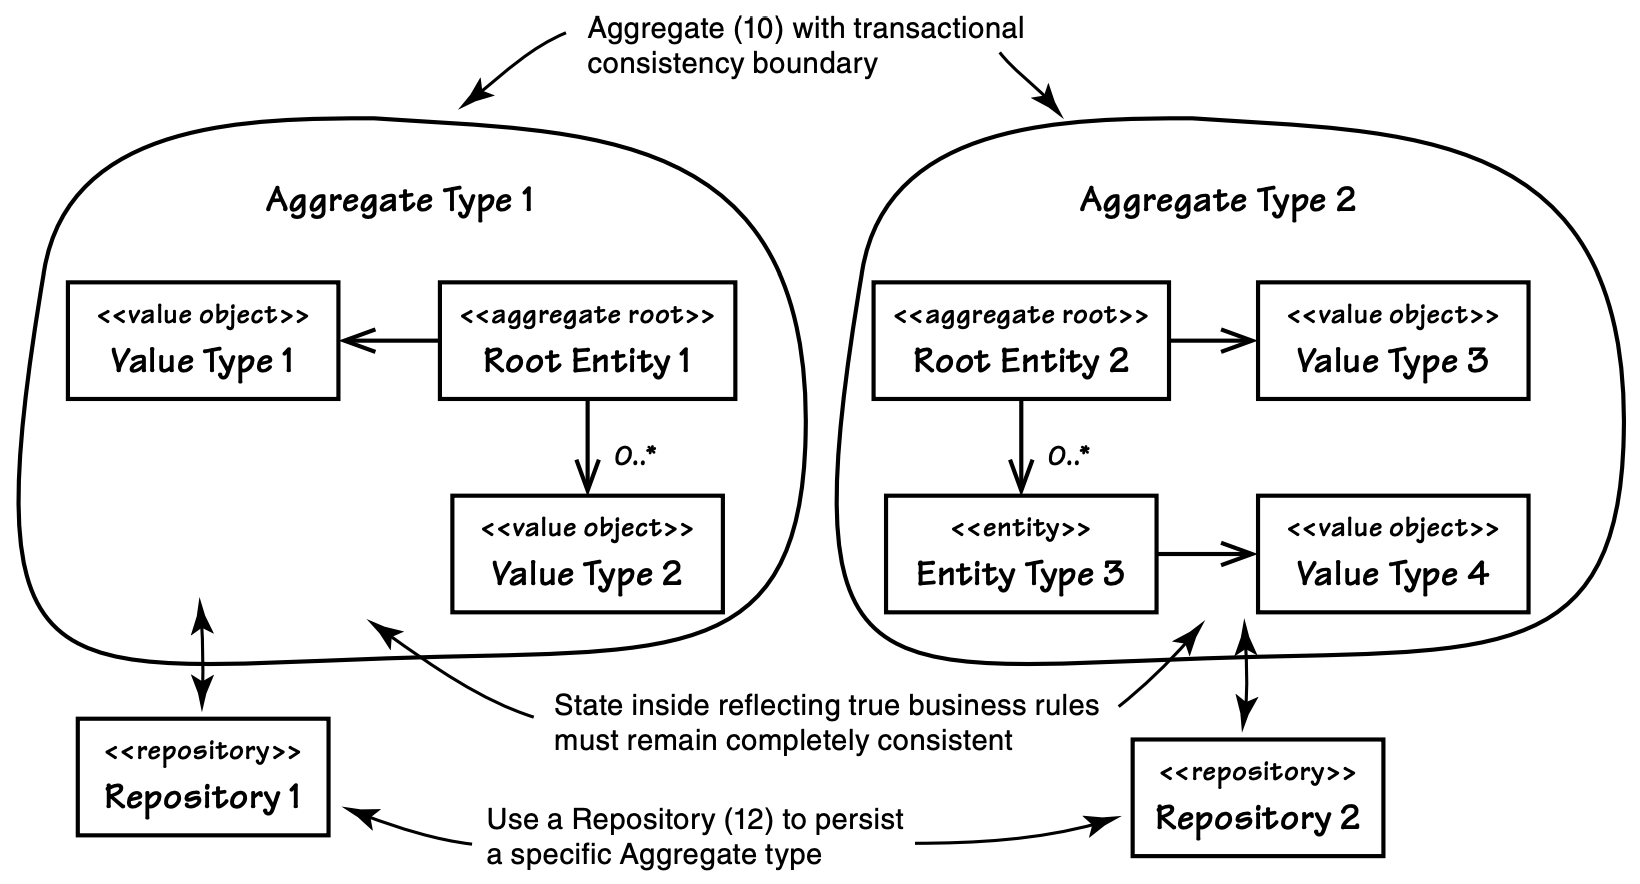 Aggregate (10) with transactional
consistency boundary
Aggregate Type 1
<<value object>>
Value Type 1
<<aggregate root>>
Root Entity 1
0..*
<<value object>>
Value Type 2
Aggregate Type 2
<<aggregate root>>
Root Entity 2
<<value object>>
Value Type 3
0..*
<<entity>>
Entity Type 3
<<value object>>
Value Type 4
State inside reflecting true business rules
must remain completely consistent
<<repository>>
Repository 1
<<repository>>
Repository 2
Use a Repository (12) to persist
a specific Aggregate type